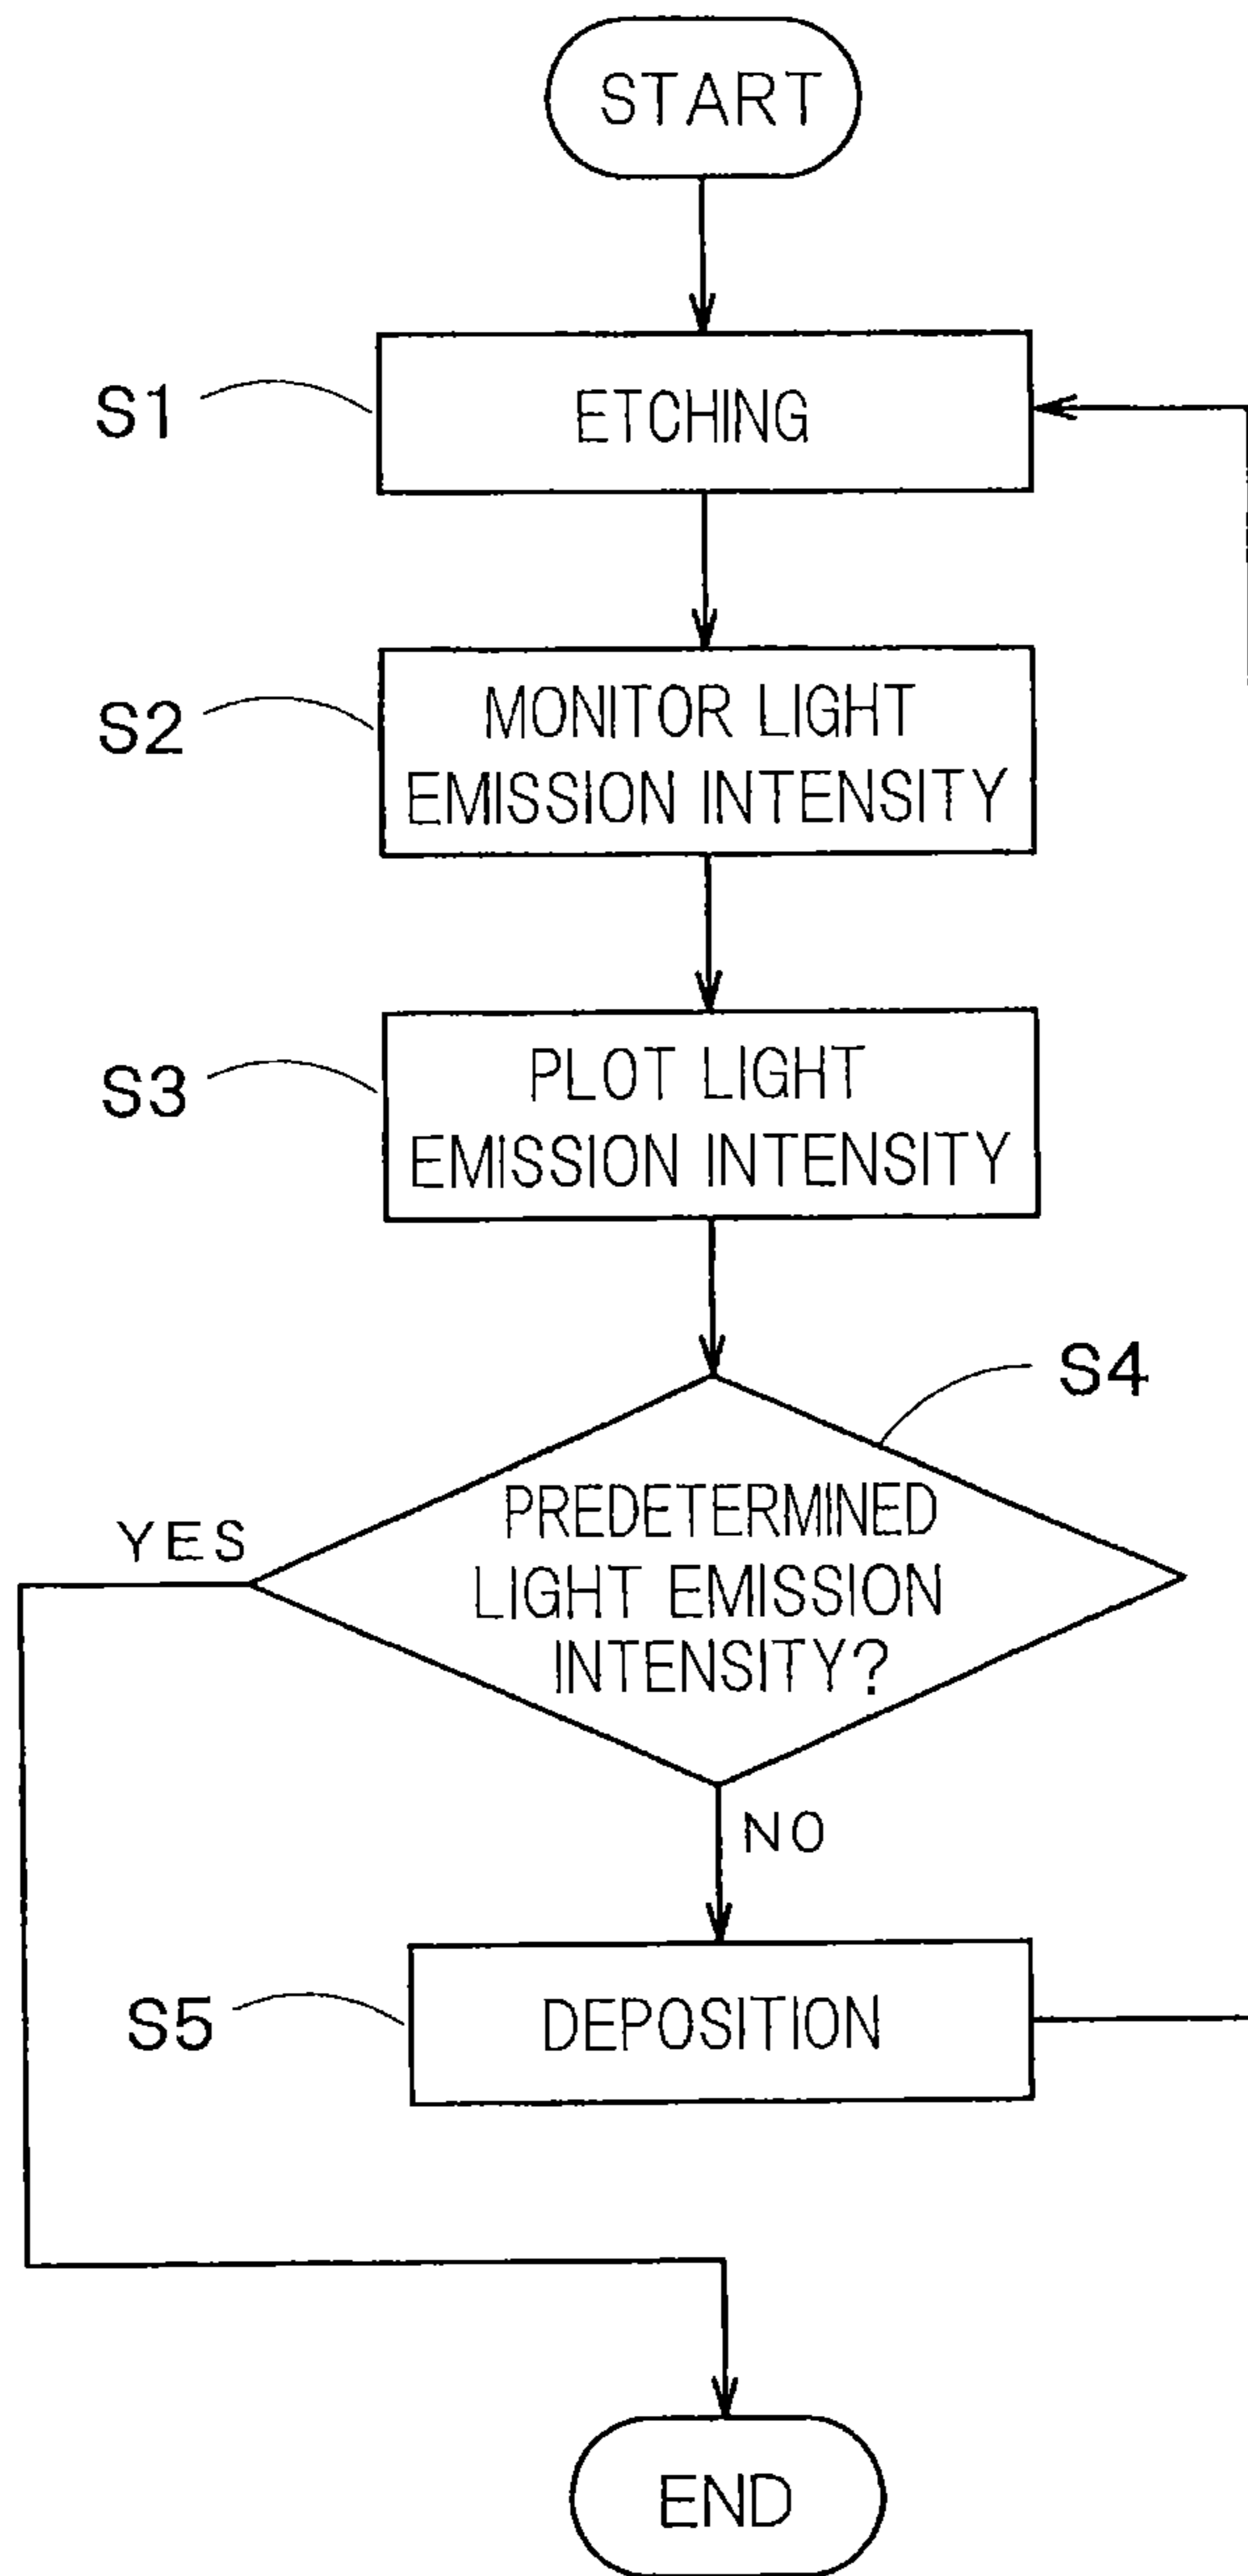 START
S1
ETCHING
S2
MONITOR LIGHT
EMISSION INTENSITY
S3
PLOT LIGHT
EMISSION INTENSITY
S4
PREDETERMINED
LIGHT EMISSION
INTENSITY?
YES
NO
S5
DEPOSITION
END